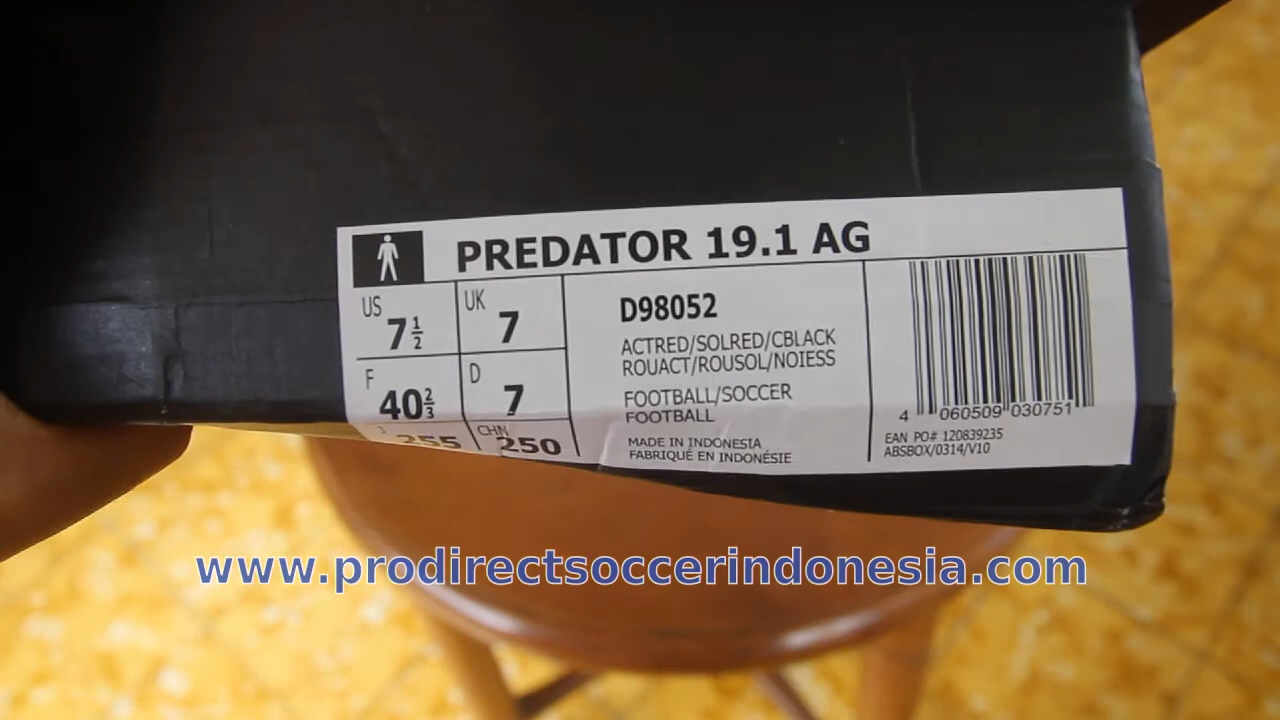 PREDATOR 19.1 AG
US 7 1/2
UK 7
F 40 2/3
D 7
J 255
CHN 250
D98052
ACTRED/SOLRED/CBLACK
ROUACT/ROUSOL/NOIESS
FOOTBALL/SOCCER
FOOTBALL
MADE IN INDONESIA
FABRIQUÉ EN INDONÉSIE
4 060509 030751
EAN PO# 120839235
ABSBOX/0314/V10
www.prodirectsoccerindonesia.com